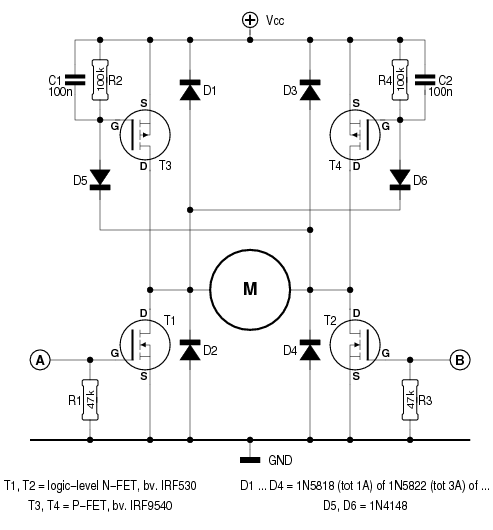 Vcc
C1 100n
100k R2
D1
D3
R4 100k
C2 100n
S
G
D
T3
S
G
D
T4
D5
D6
M
D
T1
G
S
D2
D4
D
T2
G
S
A
B
R1 47k
47k R3
GND
T1, T2 = logic-level N-FET, bv. IRF530
D1 ... D4 = 1N5818 (tot 1A) of 1N5822 (tot 3A) of ...
T3, T4 = P-FET, bv. IRF9540
D5, D6 = 1N4148